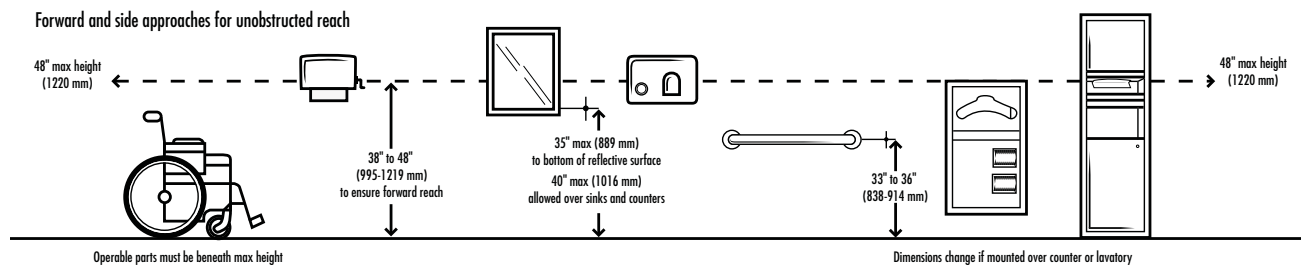 Forward and side approaches for unobstructed reach
48" max height
(1220 mm)
38" to 48"
(995-1219 mm)
to ensure forward reach
35" max (889 mm)
to bottom of reflective surface
40" max (1016 mm)
allowed over sinks and counters
33" to 36"
(838-914 mm)
48" max height
(1220 mm)
Operable parts must be beneath max height
Dimensions change if mounted over counter or lavatory